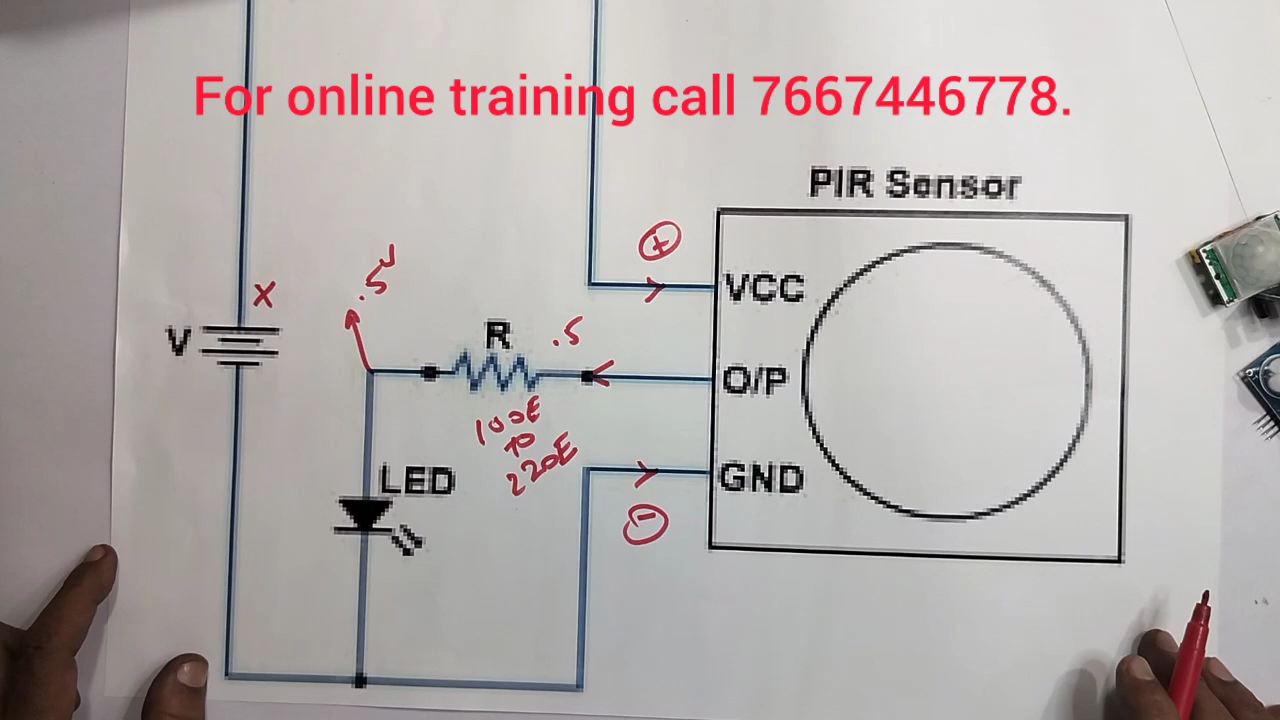 For online training call 7667446778.
PIR Sensor
+
.5V
X
VCC
V
R
.5
O/P
100E
TO
220E
LED
GND
-